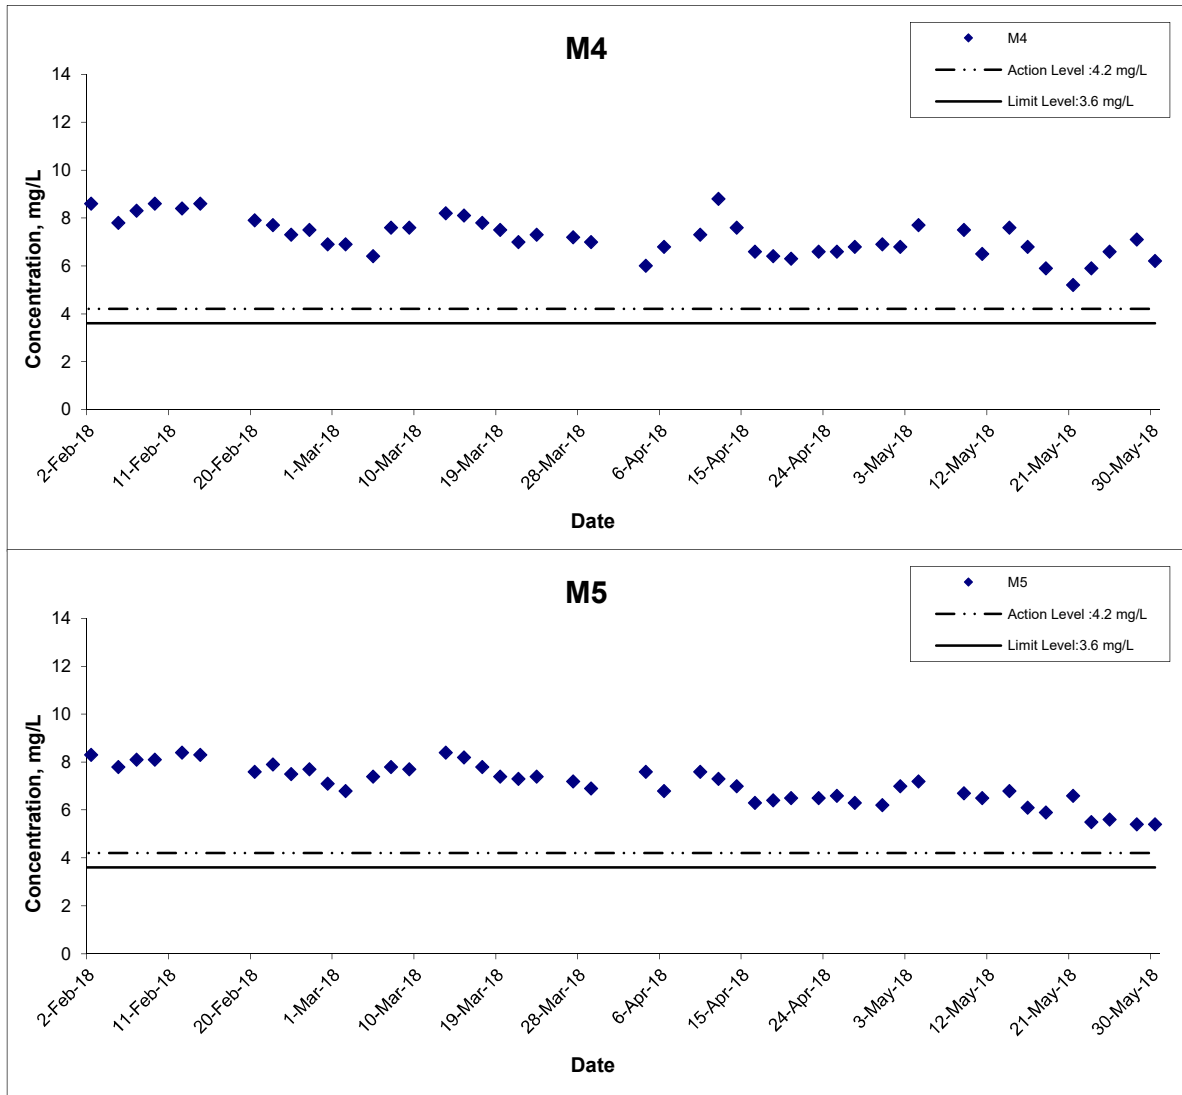 M4
M4
Action Level :4.2 mg/L
Limit Level:3.6 mg/L
14
12
10
8
6
4
2
0
Concentration, mg/L
2-Feb-18
11-Feb-18
20-Feb-18
1-Mar-18
10-Mar-18
19-Mar-18
28-Mar-18
6-Apr-18
15-Apr-18
24-Apr-18
3-May-18
12-May-18
21-May-18
30-May-18
Date
M5
M5
Action Level :4.2 mg/L
Limit Level:3.6 mg/L
14
12
10
8
6
4
2
0
Concentration, mg/L
2-Feb-18
11-Feb-18
20-Feb-18
1-Mar-18
10-Mar-18
19-Mar-18
28-Mar-18
6-Apr-18
15-Apr-18
24-Apr-18
3-May-18
12-May-18
21-May-18
30-May-18
Date